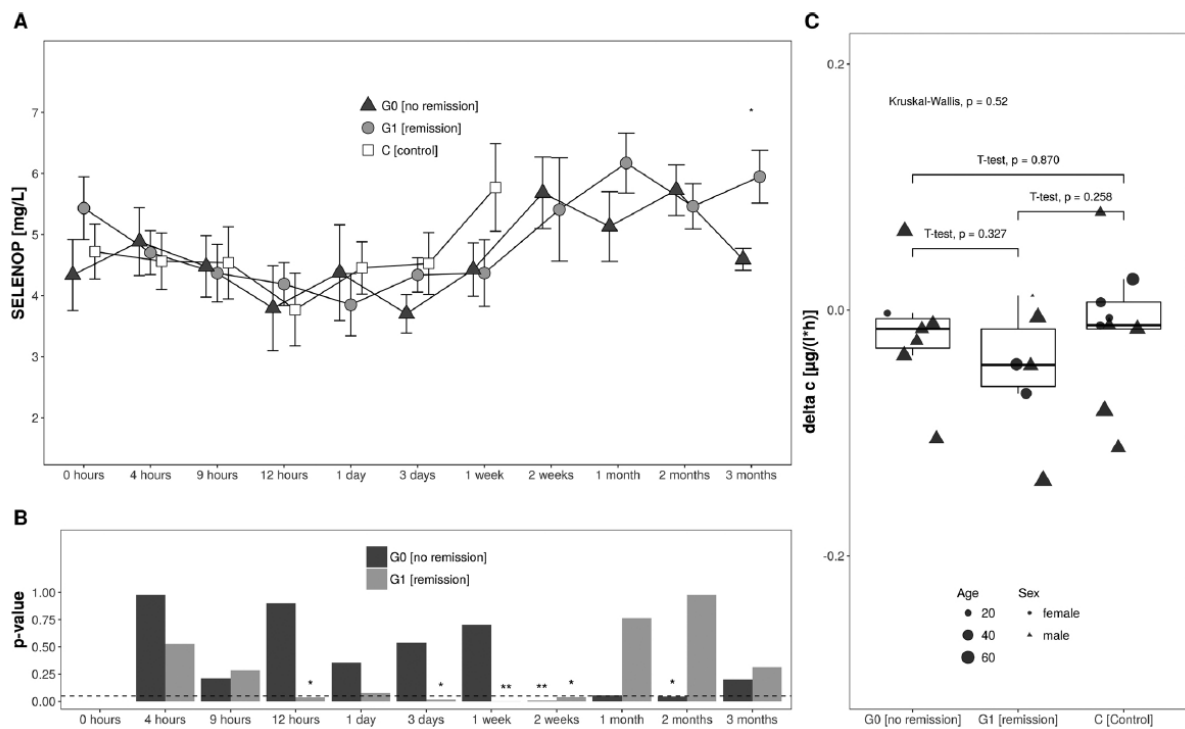 A
SELENOP [mg/L]
7
6
5
4
3
2
G0 [no remission]
G1 [remission]
C [control]
*
0 hours 4 hours 9 hours 12 hours 1 day 3 days 1 week 2 weeks 1 month 2 months 3 months
B
p-value
1.00
0.75
0.50
0.25
0.00
G0 [no remission]
G1 [remission]
* * ** ** * *
0 hours 4 hours 9 hours 12 hours 1 day 3 days 1 week 2 weeks 1 month 2 months 3 months
C
delta c [µg/(l*h)]
0.2
0.0
-0.2
Kruskal-Wallis, p = 0.52
T-test, p = 0.870
T-test, p = 0.258
T-test, p = 0.327
Age Sex
20 female
40 male
60
G0 [no remission] G1 [remission] C [Control]